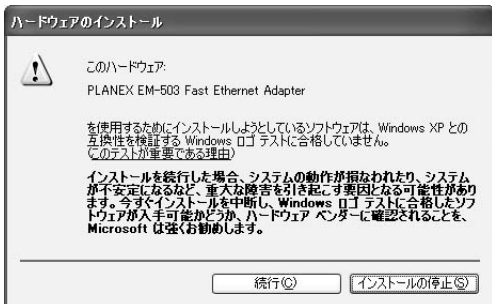 ハードウェアのインストール
このハードウェア:
PLANEX EM-503 Fast Ethernet Adapter
を使用するためにインストールしようとしているソフトウェアは、Windows XP との
互換性を検証する Windows ロゴ テストに合格していません。
(このテストが重要である理由)
インストールを続行した場合、システムの動作が損なわれたり、システム
が不安定になるなど、重大な障害を引き起こす要因となる可能性があり
ます。今すぐインストールを中断し、Windows ロゴ テストに合格したソフ
トウェアが入手可能かどうか、ハードウェア ベンダーに確認されることを、
Microsoft は強くお勧めします。
続行(C) インストールの停止(S)